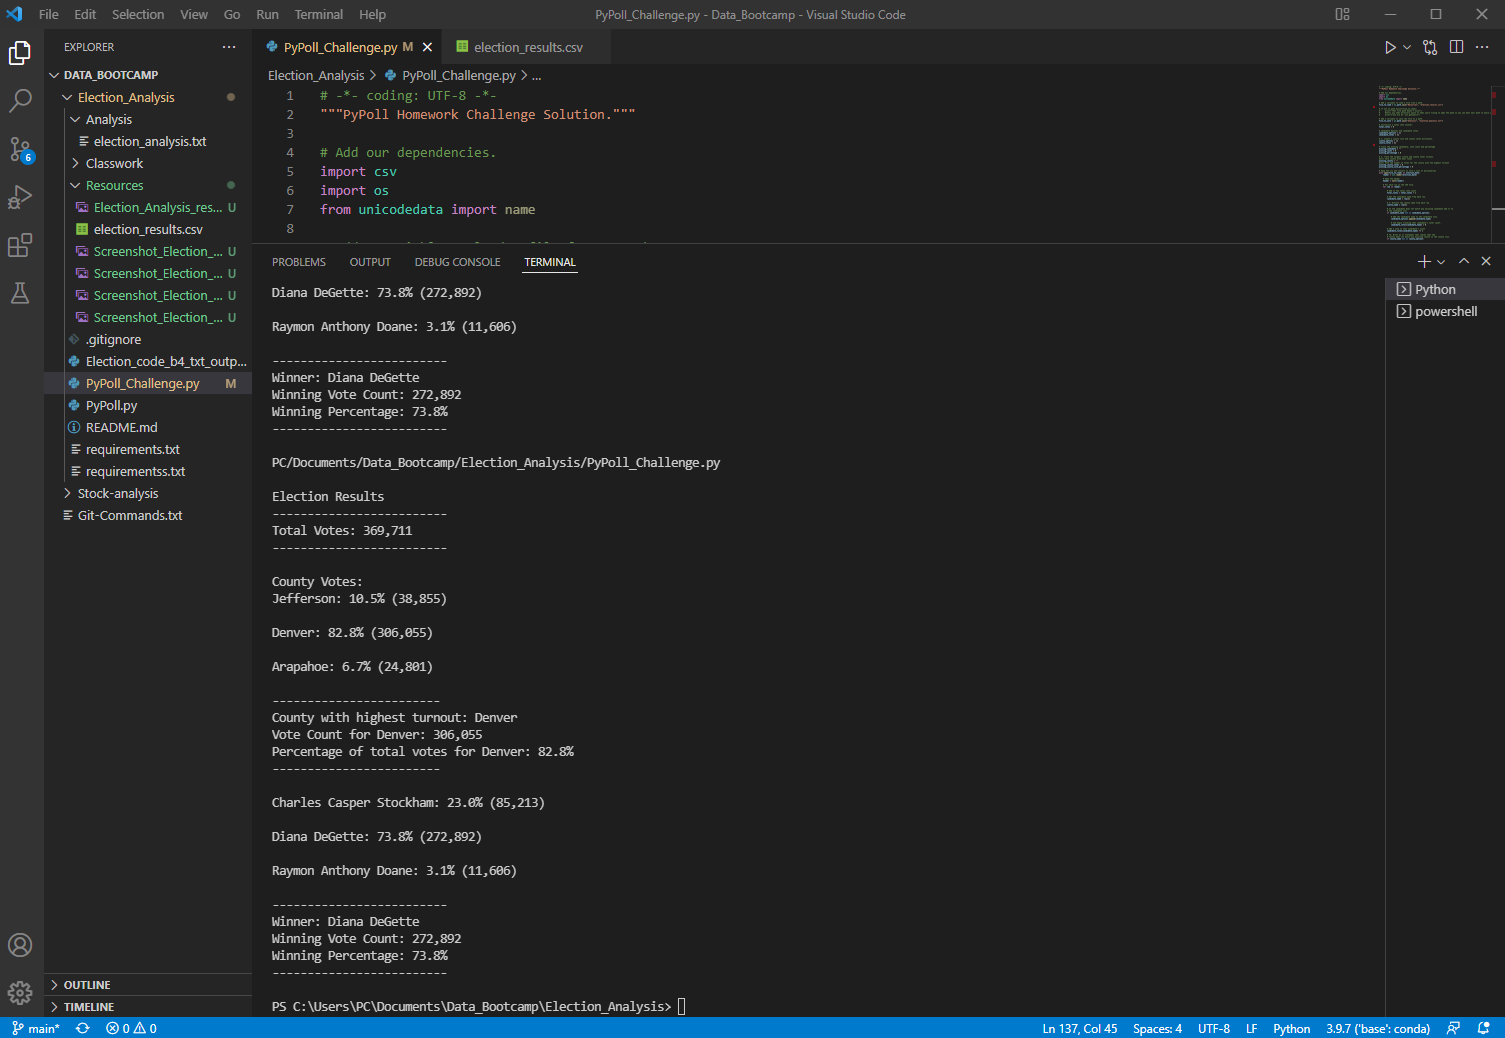 File Edit Selection View Go Run Terminal Help
PyPoll_Challenge.py - Data_Bootcamp - Visual Studio Code
EXPLORER
DATA_BOOTCAMP
Election_Analysis
Analysis
election_analysis.txt
Classwork
Resources
Election_Analysis_res... U
election_results.csv
Screenshot_Election_... U
Screenshot_Election_... U
Screenshot_Election_... U
Screenshot_Election_... U
.gitignore
Election_code_b4_txt_outp...
PyPoll_Challenge.py M
PyPoll.py
README.md
requirements.txt
requirementss.txt
Stock-analysis
Git-Commands.txt
OUTLINE
TIMELINE
6
PyPoll_Challenge.py M
election_results.csv
Election_Analysis > PyPoll_Challenge.py > ...
1 # -*- coding: UTF-8 -*-
2 """PyPoll Homework Challenge Solution."""
3
4 # Add our dependencies.
5 import csv
6 import os
7 from unicodedata import name
8
PROBLEMS OUTPUT DEBUG CONSOLE TERMINAL
Python
powershell
Diana DeGette: 73.8% (272,892)
Raymon Anthony Doane: 3.1% (11,606)
-------------------------
Winner: Diana DeGette
Winning Vote Count: 272,892
Winning Percentage: 73.8%
-------------------------
PC/Documents/Data_Bootcamp/Election_Analysis/PyPoll_Challenge.py
Election Results
-------------------------
Total Votes: 369,711
-------------------------
County Votes:
Jefferson: 10.5% (38,855)
Denver: 82.8% (306,055)
Arapahoe: 6.7% (24,801)
------------------------
County with highest turnout: Denver
Vote Count for Denver: 306,055
Percentage of total votes for Denver: 82.8%
------------------------
Charles Casper Stockham: 23.0% (85,213)
Diana DeGette: 73.8% (272,892)
Raymon Anthony Doane: 3.1% (11,606)
-------------------------
Winner: Diana DeGette
Winning Vote Count: 272,892
Winning Percentage: 73.8%
-------------------------
PS C:\Users\PC\Documents\Data_Bootcamp\Election_Analysis>
main* 0 0 Ln 137, Col 45 Spaces: 4 UTF-8 LF Python 3.9.7 ('base': conda)